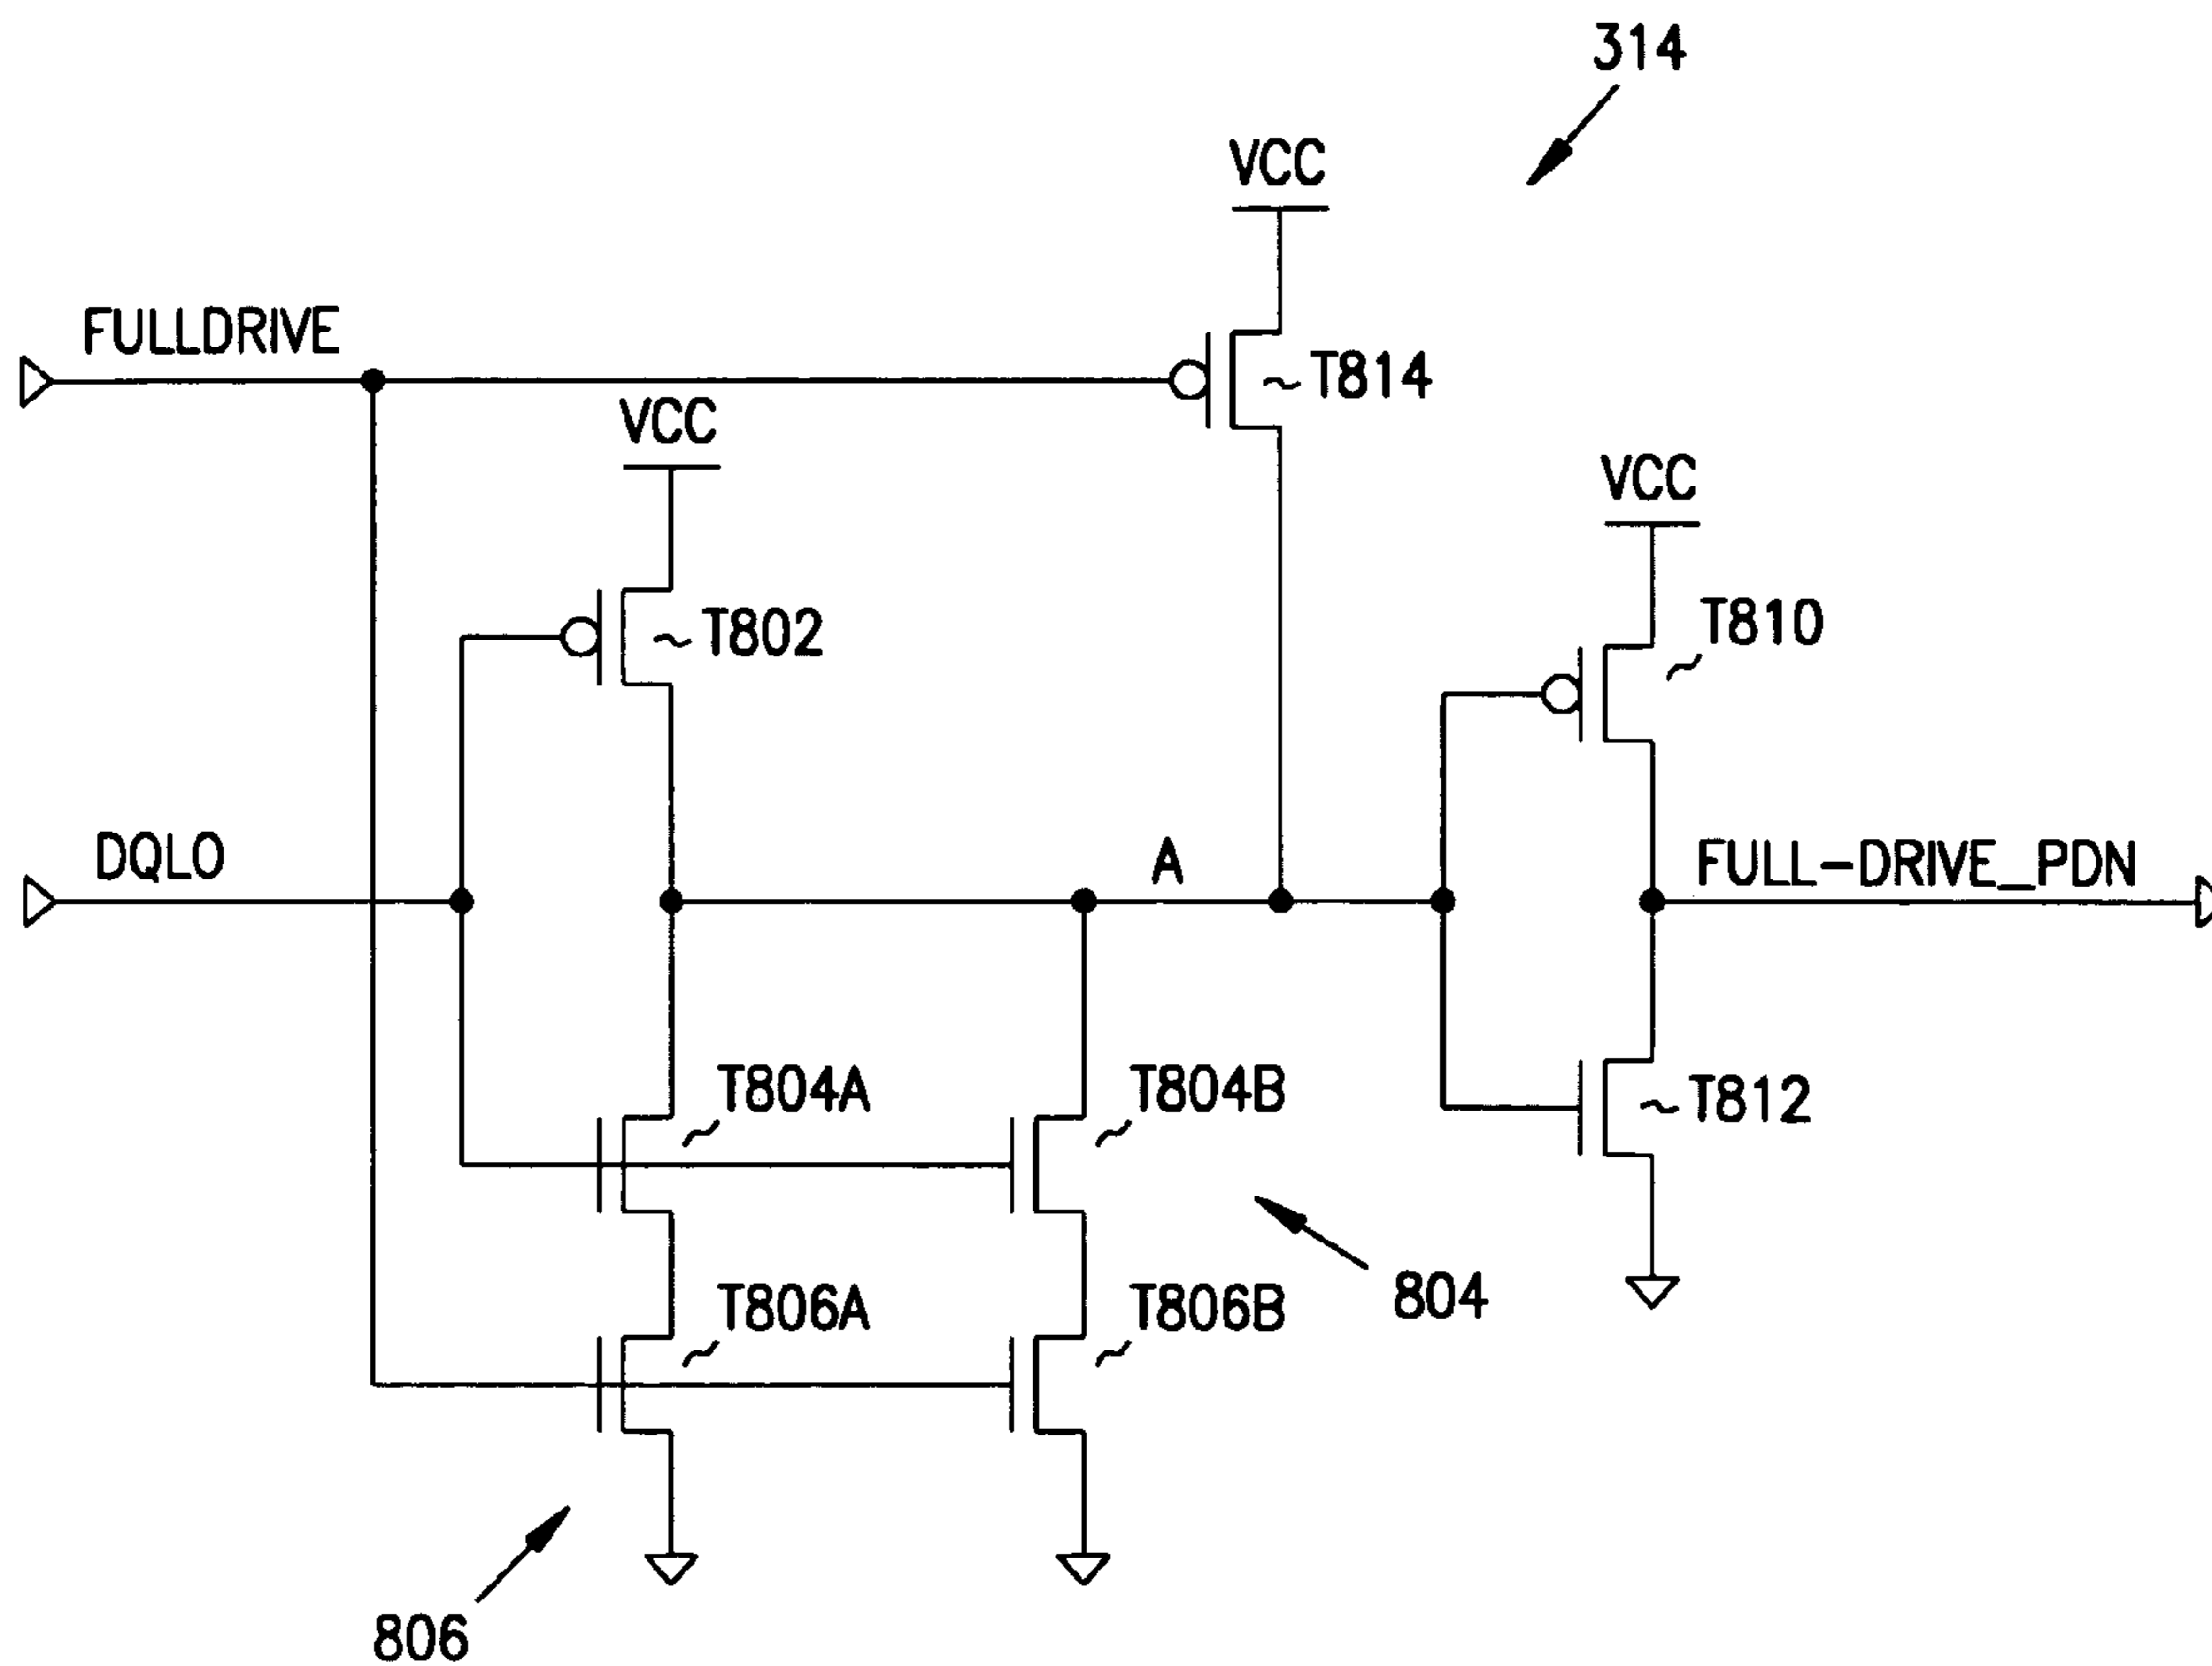 314
VCC
FULLDRIVE
T814
VCC
VCC
T802
T810
DQLO
A
FULL-DRIVE_PDN
T804A
T804B
T812
T806A
T806B
804
806